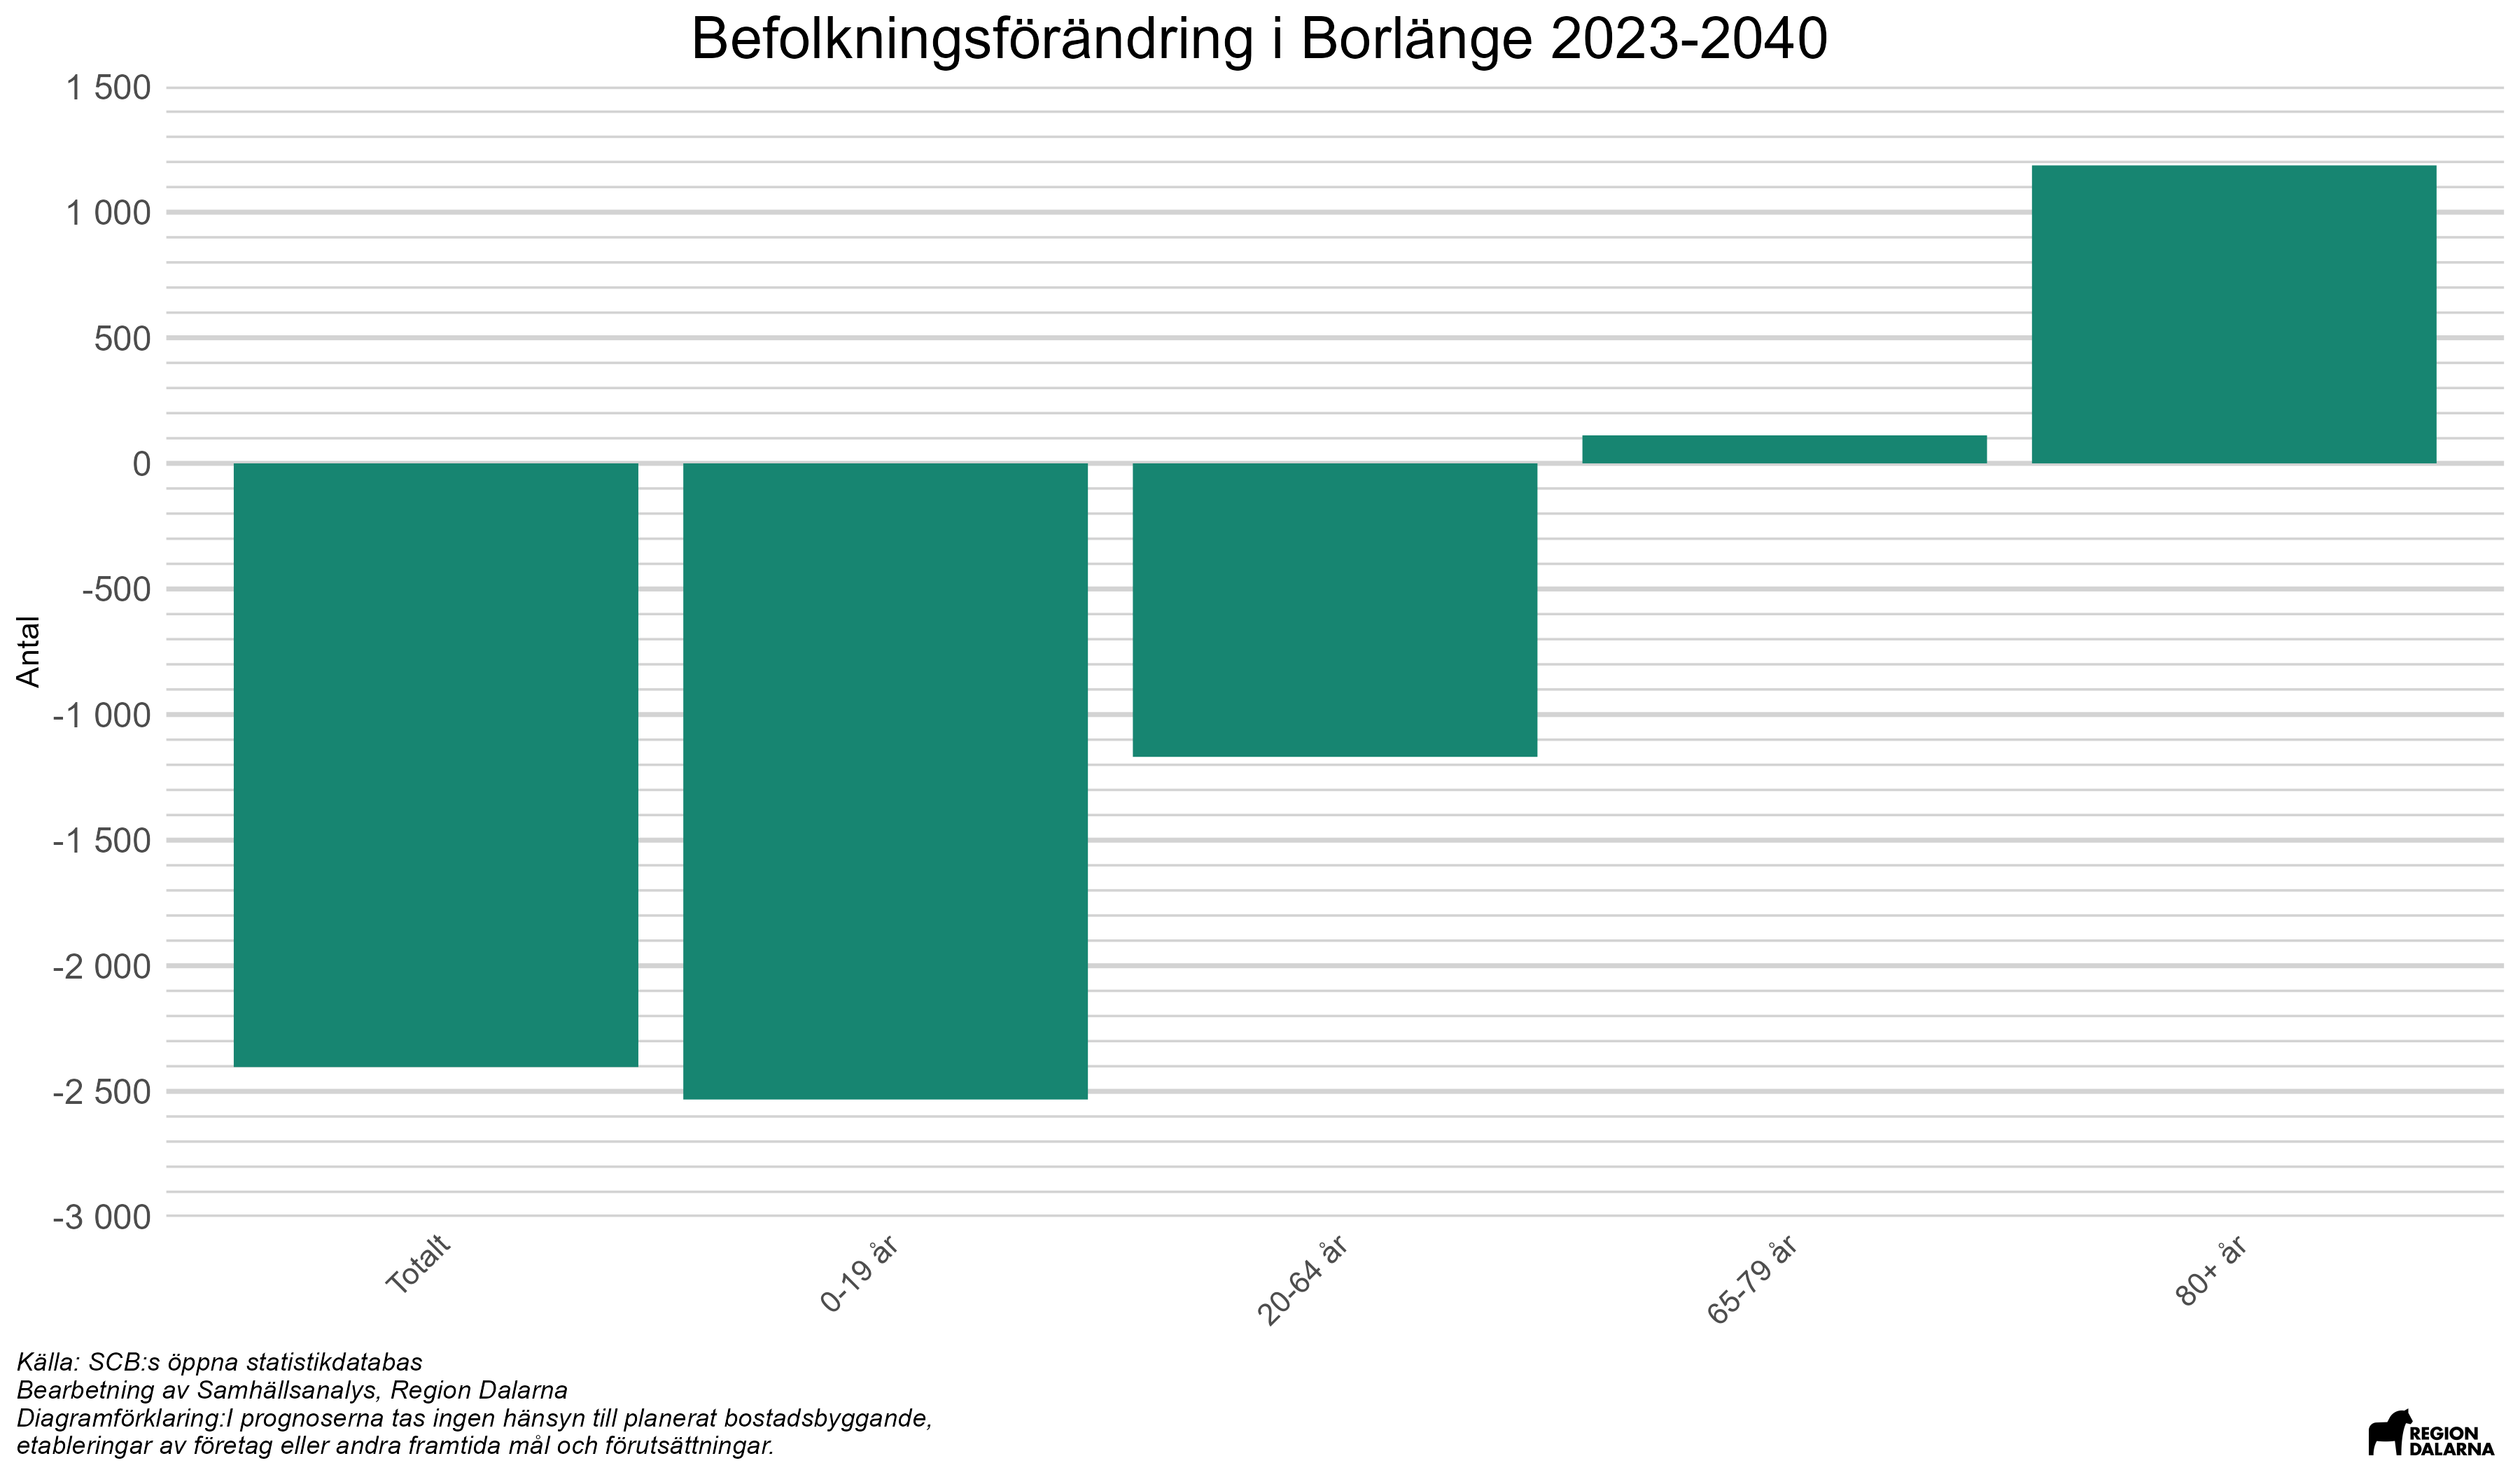 Befolkningsförändring i Borlänge 2023-2040
1 500
1 000
500
0
-500
-1 000
-1 500
-2 000
-2 500
-3 000
Antal
Totalt
0-19 år
20-64 år
65-79 år
80+ år
Källa: SCB:s öppna statistikdatabas
Bearbetning av Samhällsanalys, Region Dalarna
Diagramförklaring:I prognoserna tas ingen hänsyn till planerat bostadsbyggande,
etableringar av företag eller andra framtida mål och förutsättningar.
REGION
DALARNA